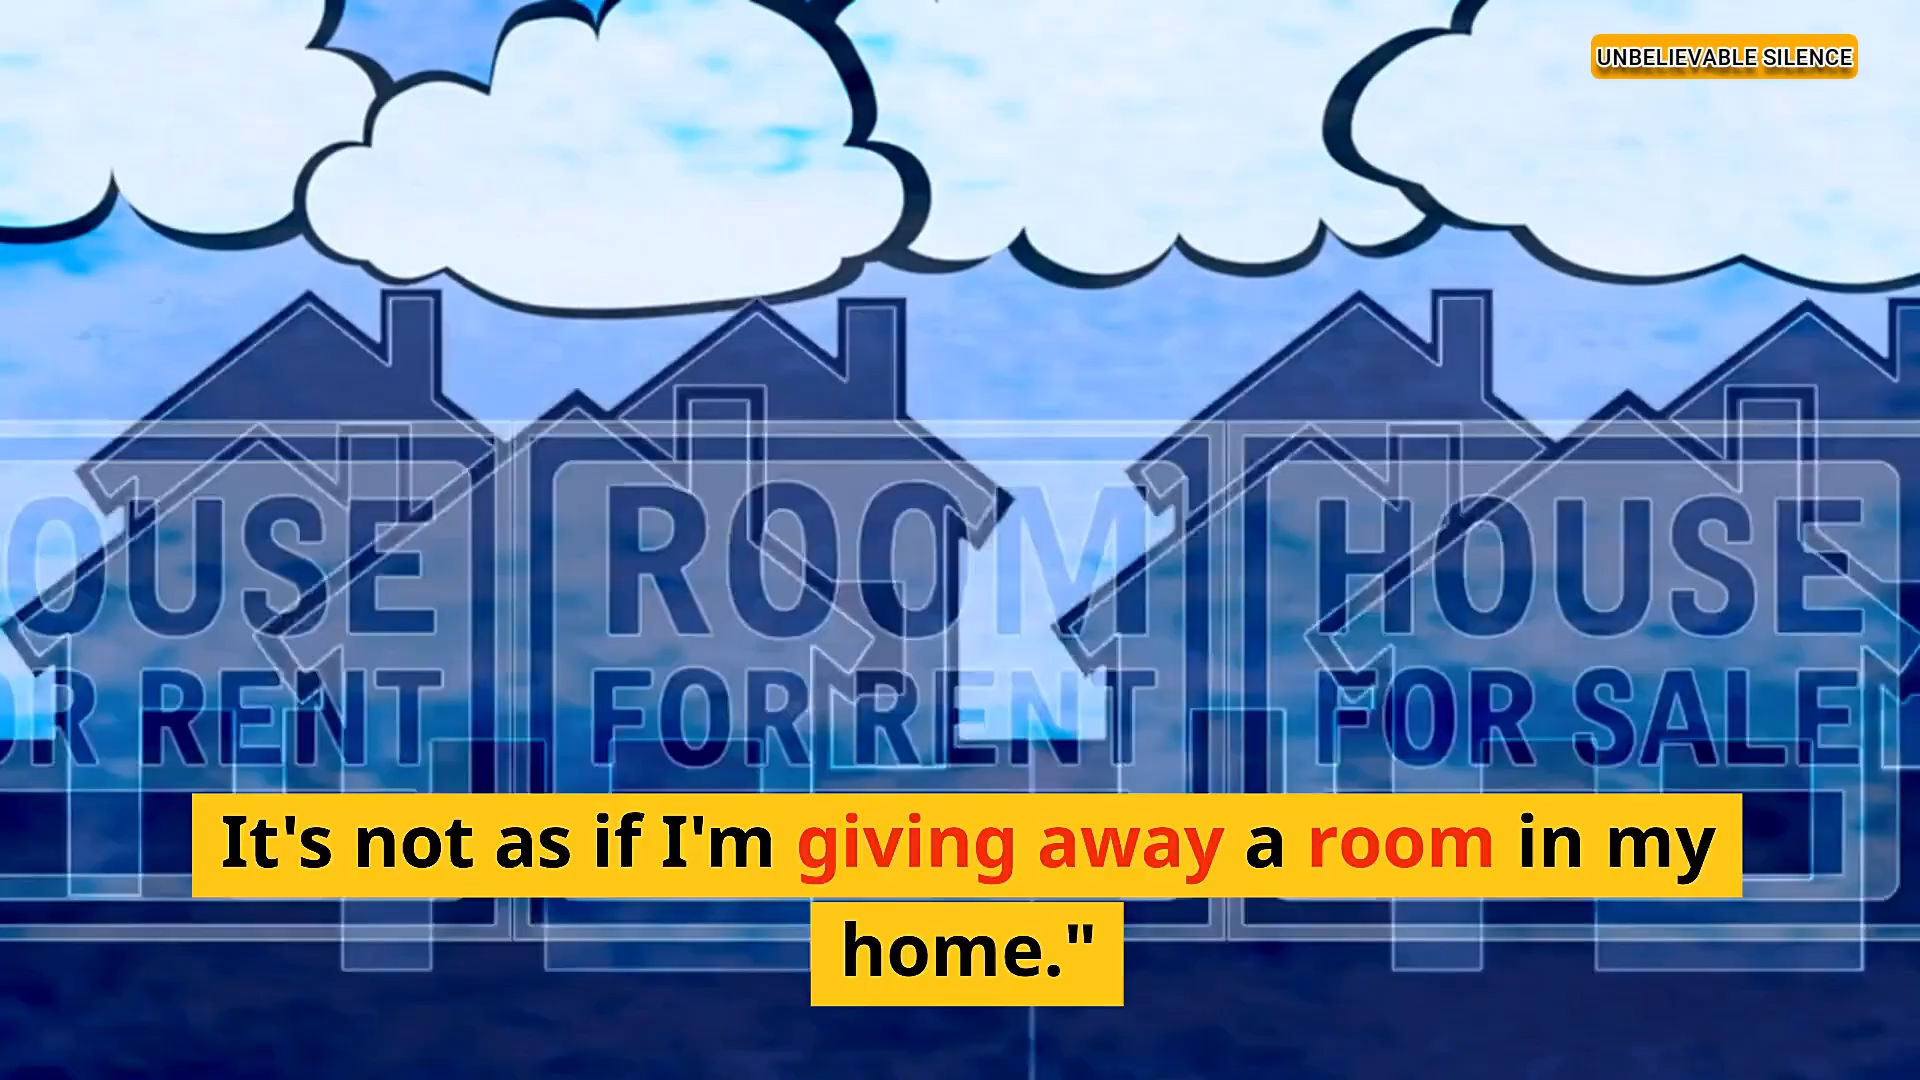 UNBELIEVABLE SILENCE
OUSE
ROOM
HOUSE
OR RENT
FOR RENT
FOR SALE
It's not as if I'm giving away a room in my
home."